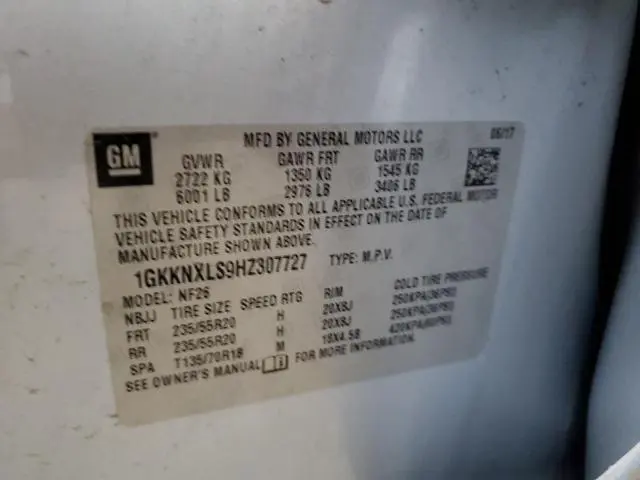 GM
MFD BY GENERAL MOTORS LLC 06/17
GVWR GAWR FRT GAWR RR
2722 KG 1350 KG 1545 KG
6001 LB 2976 LB 3406 LB
THIS VEHICLE CONFORMS TO ALL APPLICABLE U.S. FEDERAL MOTOR
VEHICLE SAFETY STANDARDS IN EFFECT ON THE DATE OF
MANUFACTURE SHOWN ABOVE.
1GKKNXLS9HZ307727 TYPE: M.P.V.
MODEL: NF26
NBJJ TIRE SIZE SPEED RTG RIM COLD TIRE PRESSURE
FRT 235/55R20 H 20X8J 250KPA(36PSI)
RR 235/55R20 H 20X8J 250KPA(36PSI)
SPA T135/70R18 M 18X4.5B 420KPA(60PSI)
SEE OWNER'S MANUAL FOR MORE INFORMATION.